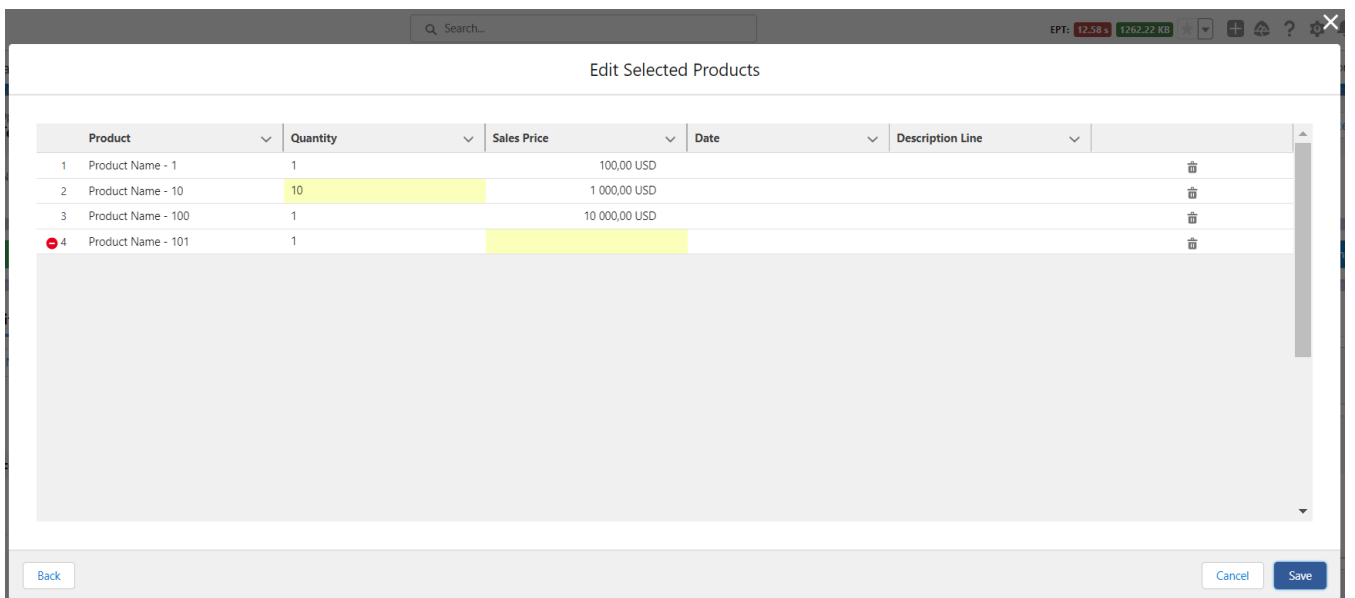 Search...
EPT: 12.58 s 1262.22 KB
Edit Selected Products
Product Quantity Sales Price Date Description Line
1 Product Name - 1 1 100,00 USD
2 Product Name - 10 10 1 000,00 USD
3 Product Name - 100 1 10 000,00 USD
4 Product Name - 101 1
Back Cancel Save